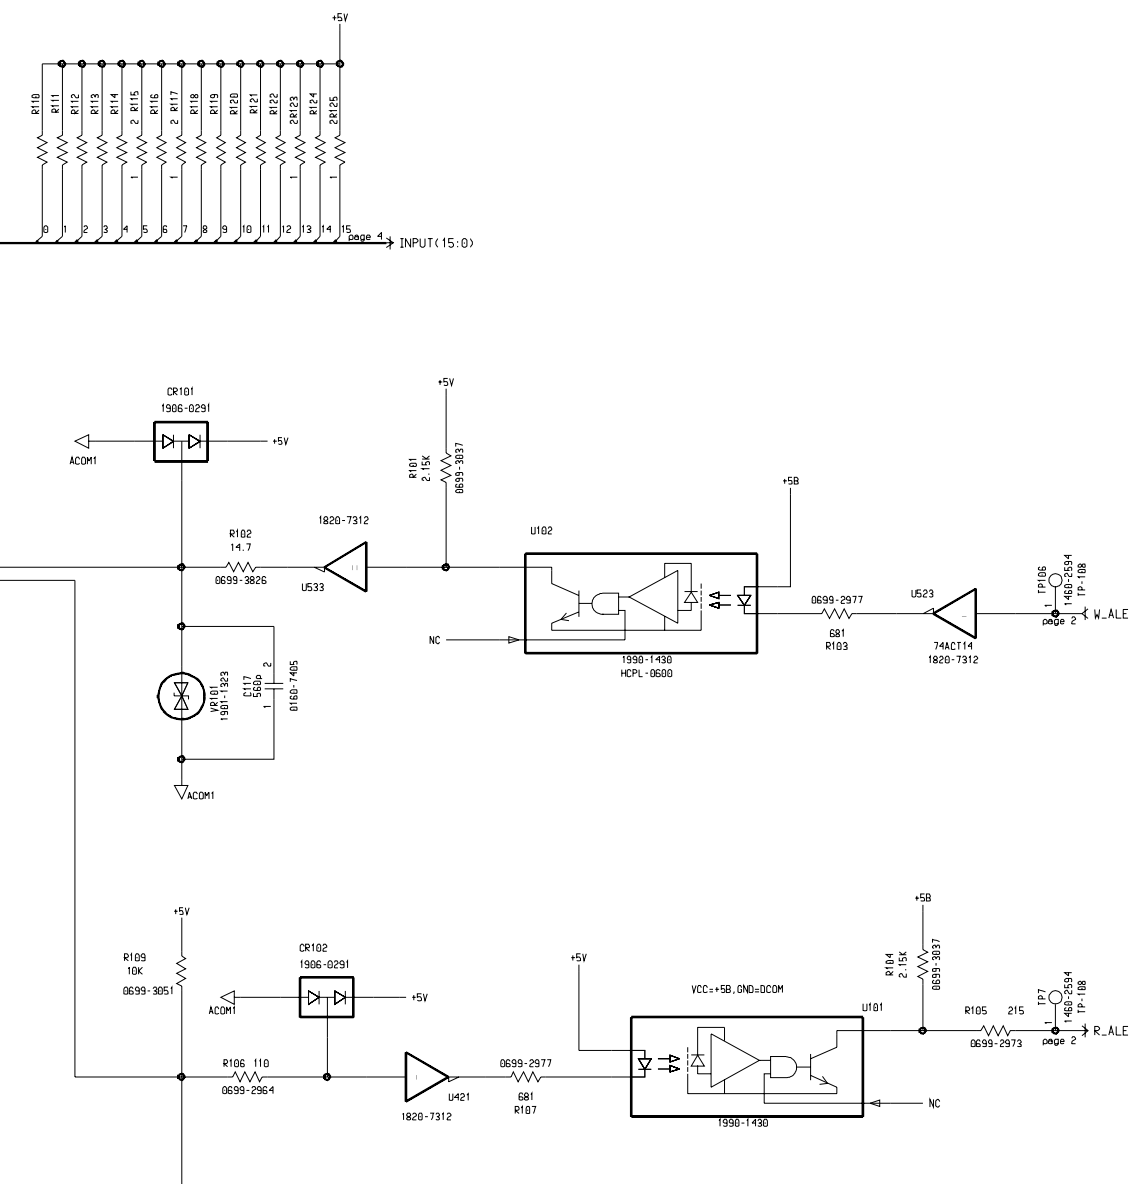 +5V
R110
R111
R112
R113
R114
2 R115
R116
2 R117
R118
R119
R120
R121
R122
2R123
R124
2R125
1
1
1
1
0
1
2
3
4
5
6
7
8
9
10
11
12
13
14
15
page 4
INPUT(15:0)
CR101
1906-0291
ACOM1
+5V
+5V
R101
2.15K
0699-3037
+5B
R102
14.7
0699-3826
1820-7312
U533
U102
NC
1990-1430
HCPL-0600
0699-2977
681
R103
U523
74ACT14
1820-7312
TP106
1460-2594
TP-108
1
page 2
W_ALE
VR101
1901-1323
C117
560p
2
1
0160-7405
ACOM1
+5V
R109
10K
0699-3051
CR102
1906-0291
ACOM1
+5V
R106 110
0699-2964
U421
1820-7312
+5V
0699-2977
681
R107
VCC=+5B,GND=DCOM
U101
1990-1430
NC
+5B
R104
2.15K
0699-3037
R105 215
0699-2973
TP7
1460-2594
TP-108
1
page 2
R_ALE